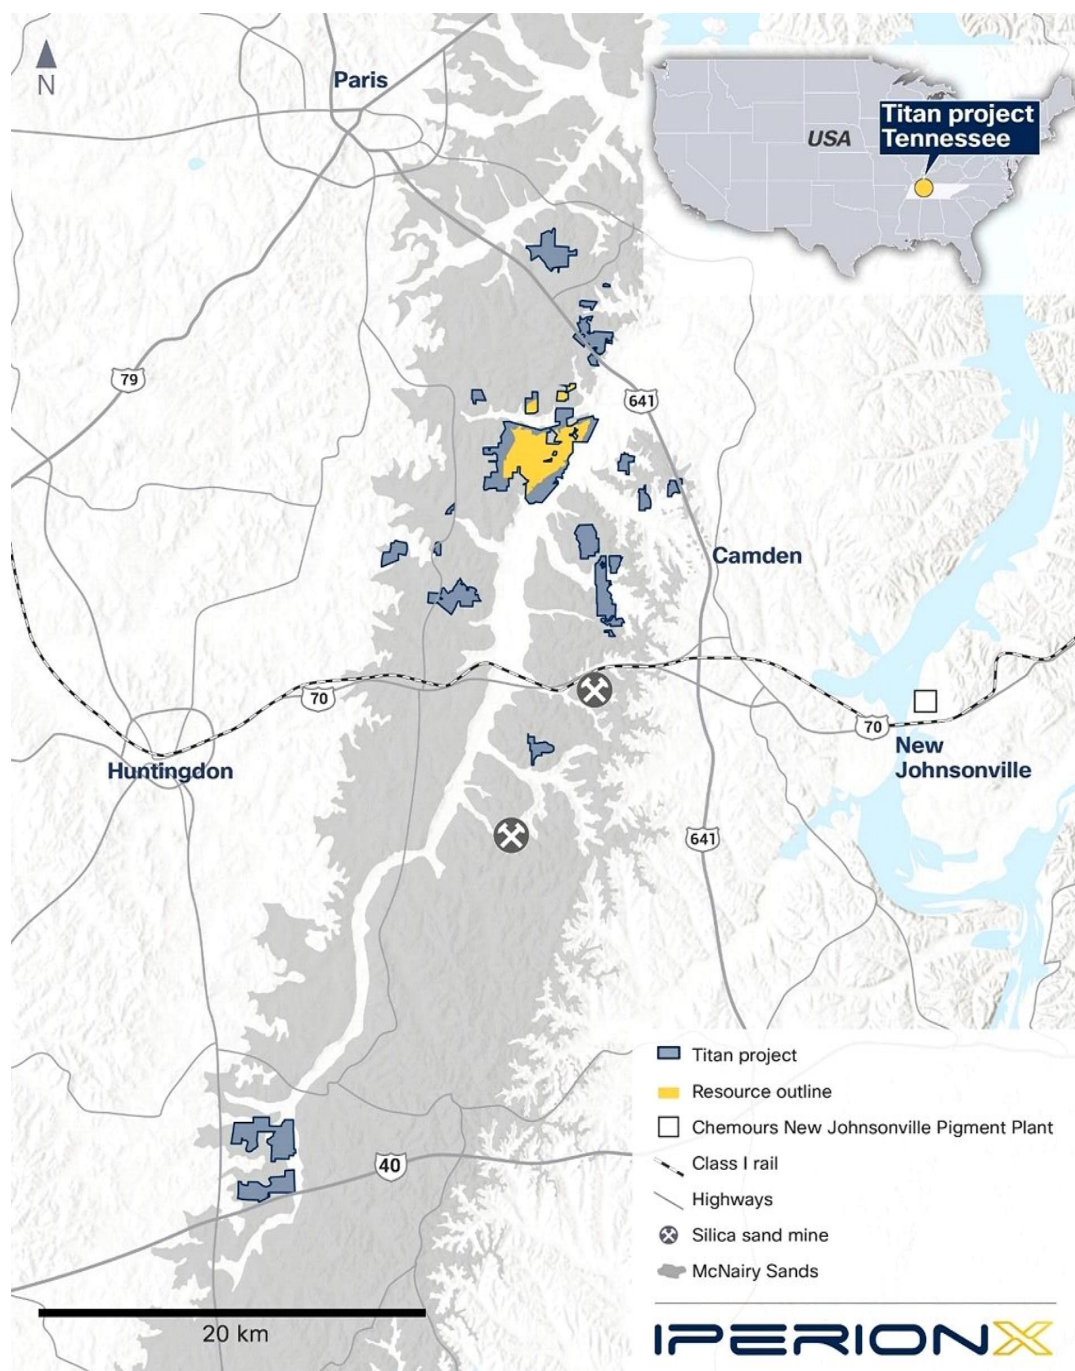 N
Paris
USA
Titan project
Tennessee
79
641
Camden
70
Huntingdon
70
New
Johnsonville
641
40
Titan project
Resource outline
Chemours New Johnsonville Pigment Plant
Class I rail
Highways
Silica sand mine
McNairy Sands
20 km
IPERIONX